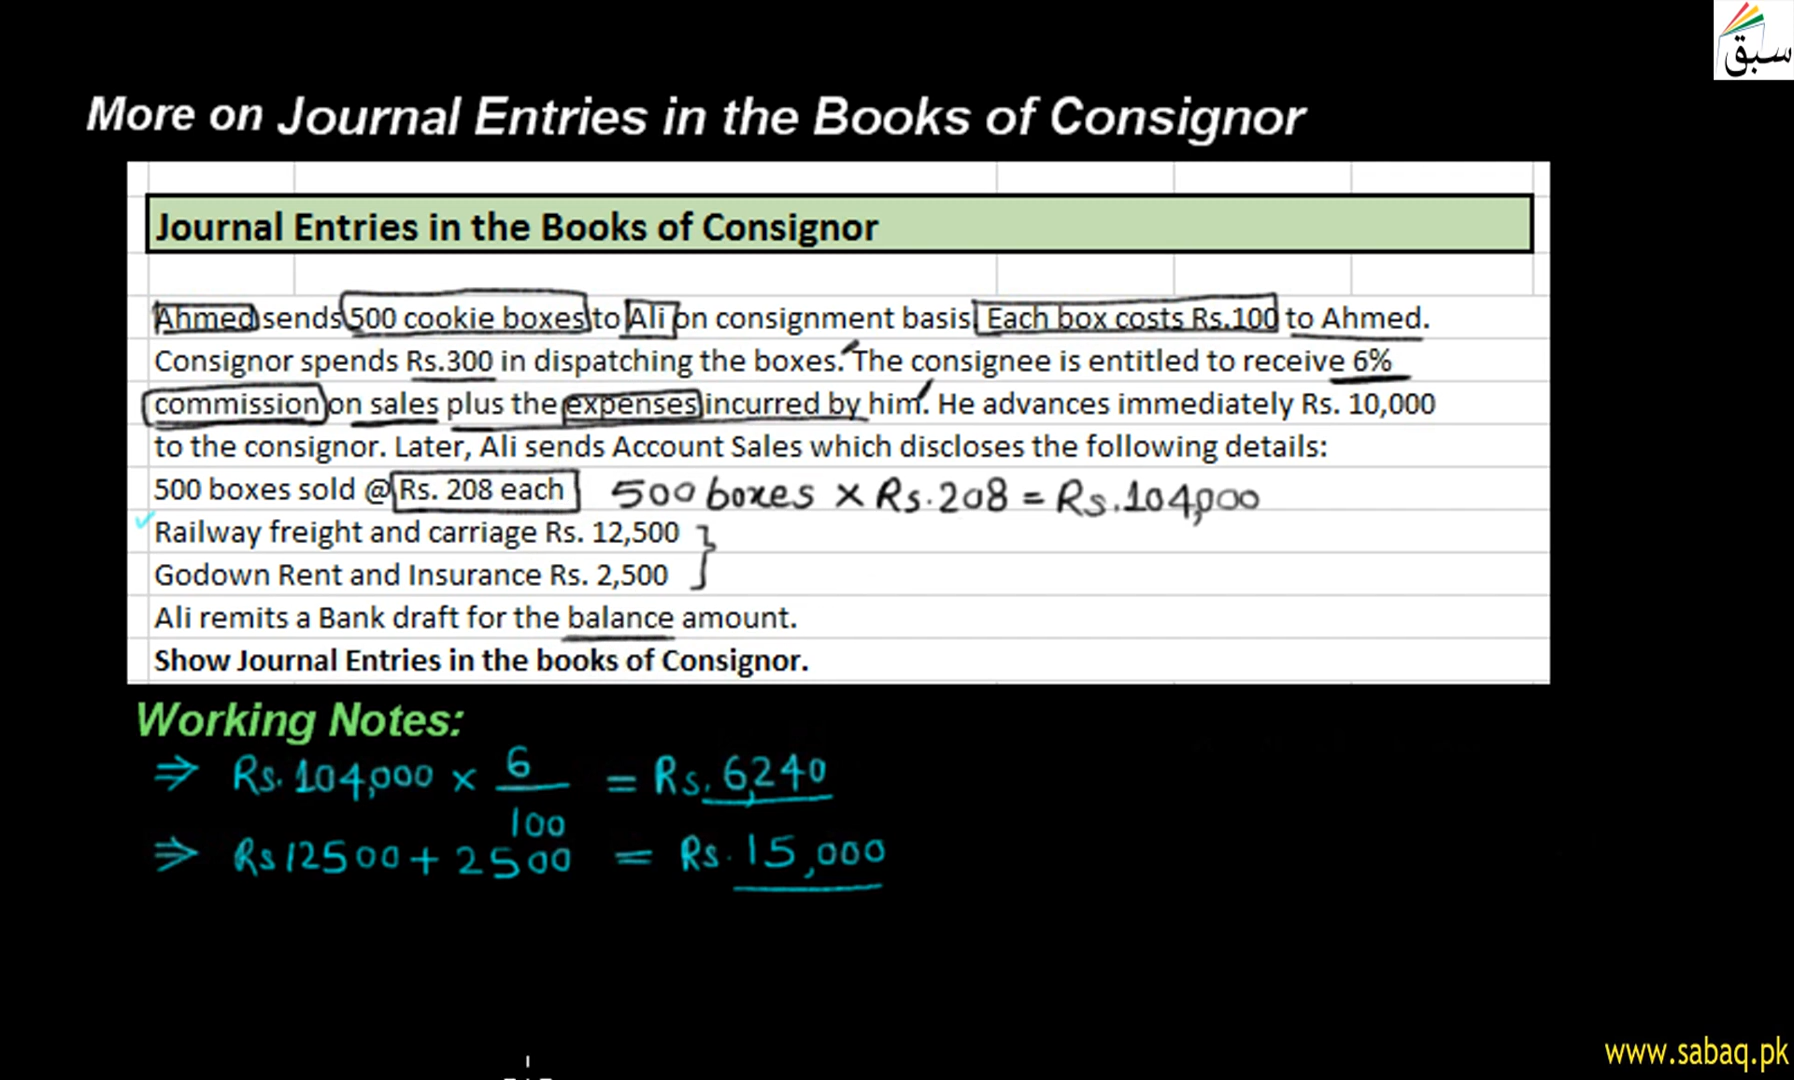 سبق
More on Journal Entries in the Books of Consignor
Journal Entries in the Books of Consignor
Ahmed sends 500 cookie boxes to Ali on consignment basis. Each box costs Rs.100 to Ahmed.
Consignor spends Rs.300 in dispatching the boxes. The consignee is entitled to receive 6%
commission on sales plus the expenses incurred by him. He advances immediately Rs. 10,000
to the consignor. Later, Ali sends Account Sales which discloses the following details:
500 boxes sold @ Rs. 208 each 500 boxes × Rs.208 = Rs.104,000
Railway freight and carriage Rs. 12,500
Godown Rent and Insurance Rs. 2,500
Ali remits a Bank draft for the balance amount.
Show Journal Entries in the books of Consignor.
Working Notes:
⇒ Rs. 104,000 × 6/100 = Rs. 6,240
⇒ Rs 12500 + 2500 = Rs. 15,000
www.sabaq.pk